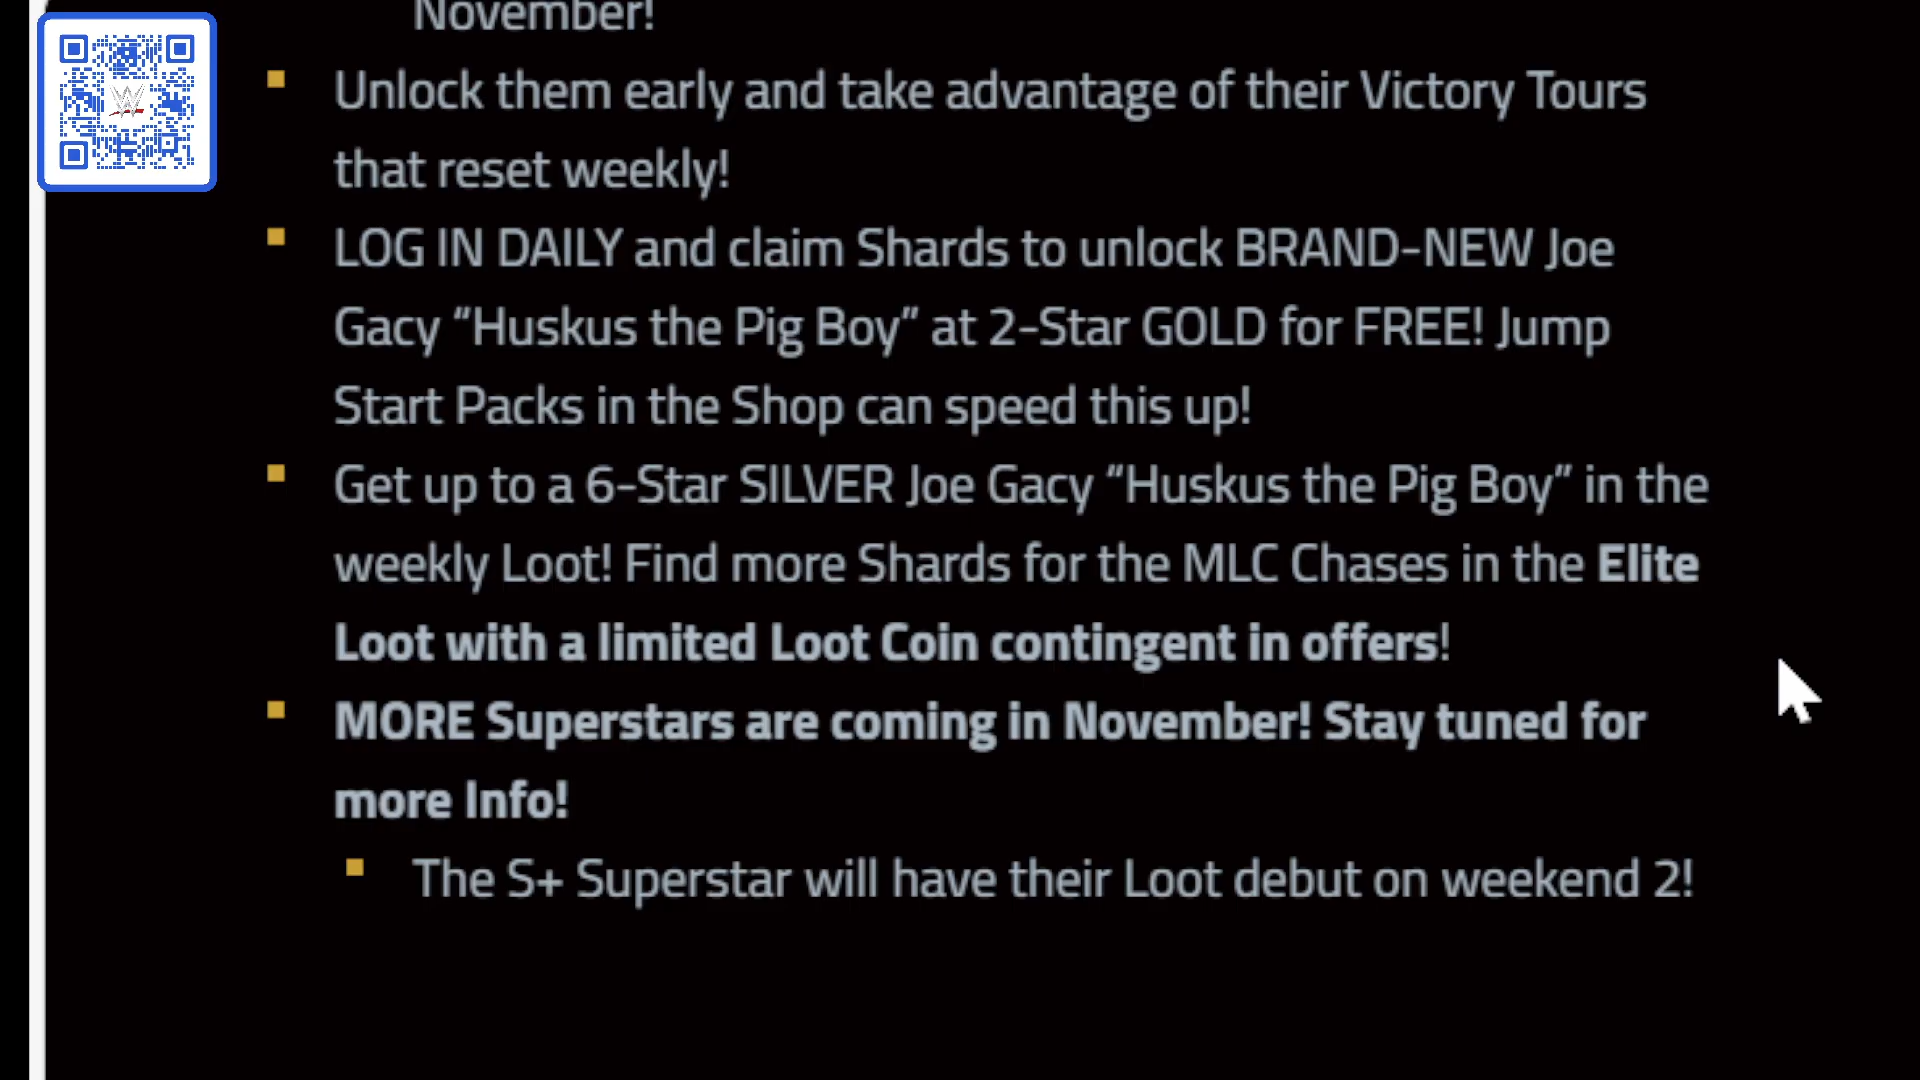 November!
Unlock them early and take advantage of their Victory Tours
that reset weekly!
LOG IN DAILY and claim Shards to unlock BRAND-NEW Joe
Gacy “Huskus the Pig Boy” at 2-Star GOLD for FREE! Jump
Start Packs in the Shop can speed this up!
Get up to a 6-Star SILVER Joe Gacy “Huskus the Pig Boy” in the
weekly Loot! Find more Shards for the MLC Chases in the Elite
Loot with a limited Loot Coin contingent in offers!
MORE Superstars are coming in November! Stay tuned for
more Info!
The S+ Superstar will have their Loot debut on weekend 2!